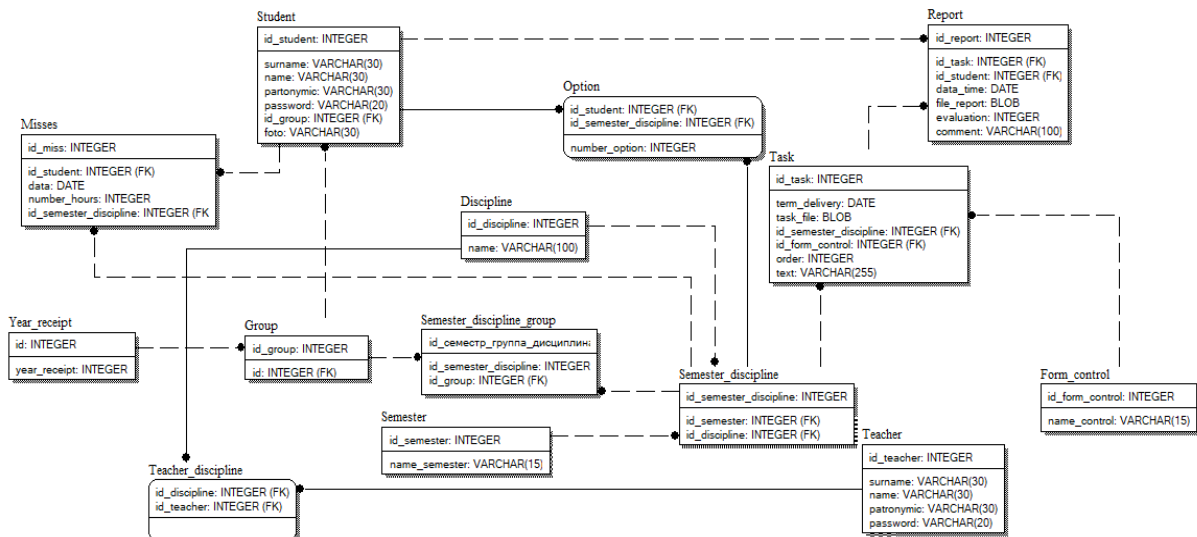 Student
id_student: INTEGER
surname: VARCHAR(30)
name: VARCHAR(30)
partonymic: VARCHAR(30)
password: VARCHAR(20)
id_group: INTEGER (FK)
foto: VARCHAR(30)
Report
id_report: INTEGER
id_task: INTEGER (FK)
id_student: INTEGER (FK)
data_time: DATE
file_report: BLOB
evaluation: INTEGER
comment: VARCHAR(100)
Option
id_student: INTEGER (FK)
id_semester_discipline: INTEGER (FK)
number_option: INTEGER
Misses
id_miss: INTEGER
id_student: INTEGER (FK)
data: DATE
number_hours: INTEGER
id_semester_discipline: INTEGER (FK
Task
id_task: INTEGER
term_delivery: DATE
task_file: BLOB
id_semester_discipline: INTEGER (FK)
id_form_control: INTEGER (FK)
order: INTEGER
text: VARCHAR(255)
Discipline
id_discipline: INTEGER
name: VARCHAR(100)
Year_receipt
id: INTEGER
year_receipt: INTEGER
Group
id_group: INTEGER
id: INTEGER (FK)
Semester_discipline_group
id_семестр_группа_дисциплина
id_semester_discipline: INTEGER
id_group: INTEGER (FK)
Semester_discipline
id_semester_discipline: INTEGER
id_semester: INTEGER (FK)
id_discipline: INTEGER (FK)
Form_control
id_form_control: INTEGER
name_control: VARCHAR(15)
Semester
id_semester: INTEGER
name_semester: VARCHAR(15)
Teacher
id_teacher: INTEGER
surname: VARCHAR(30)
name: VARCHAR(30)
patronymic: VARCHAR(30)
password: VARCHAR(20)
Teacher_discipline
id_discipline: INTEGER (FK)
id_teacher: INTEGER (FK)